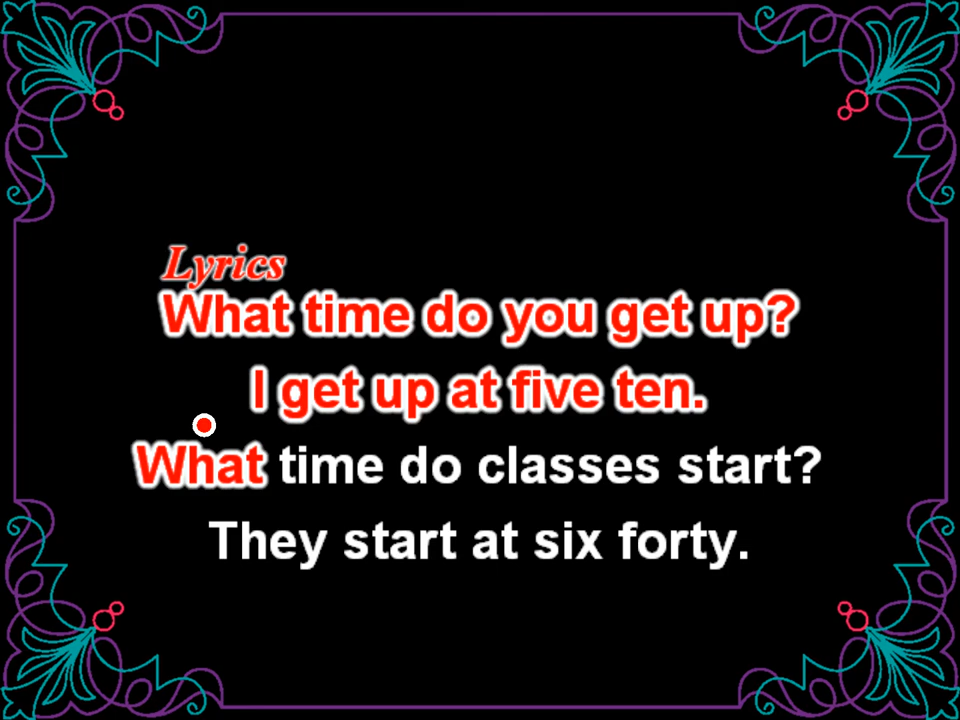 Lyrics
What time do you get up?
I get up at five ten.
What time do classes start?
They start at six forty.